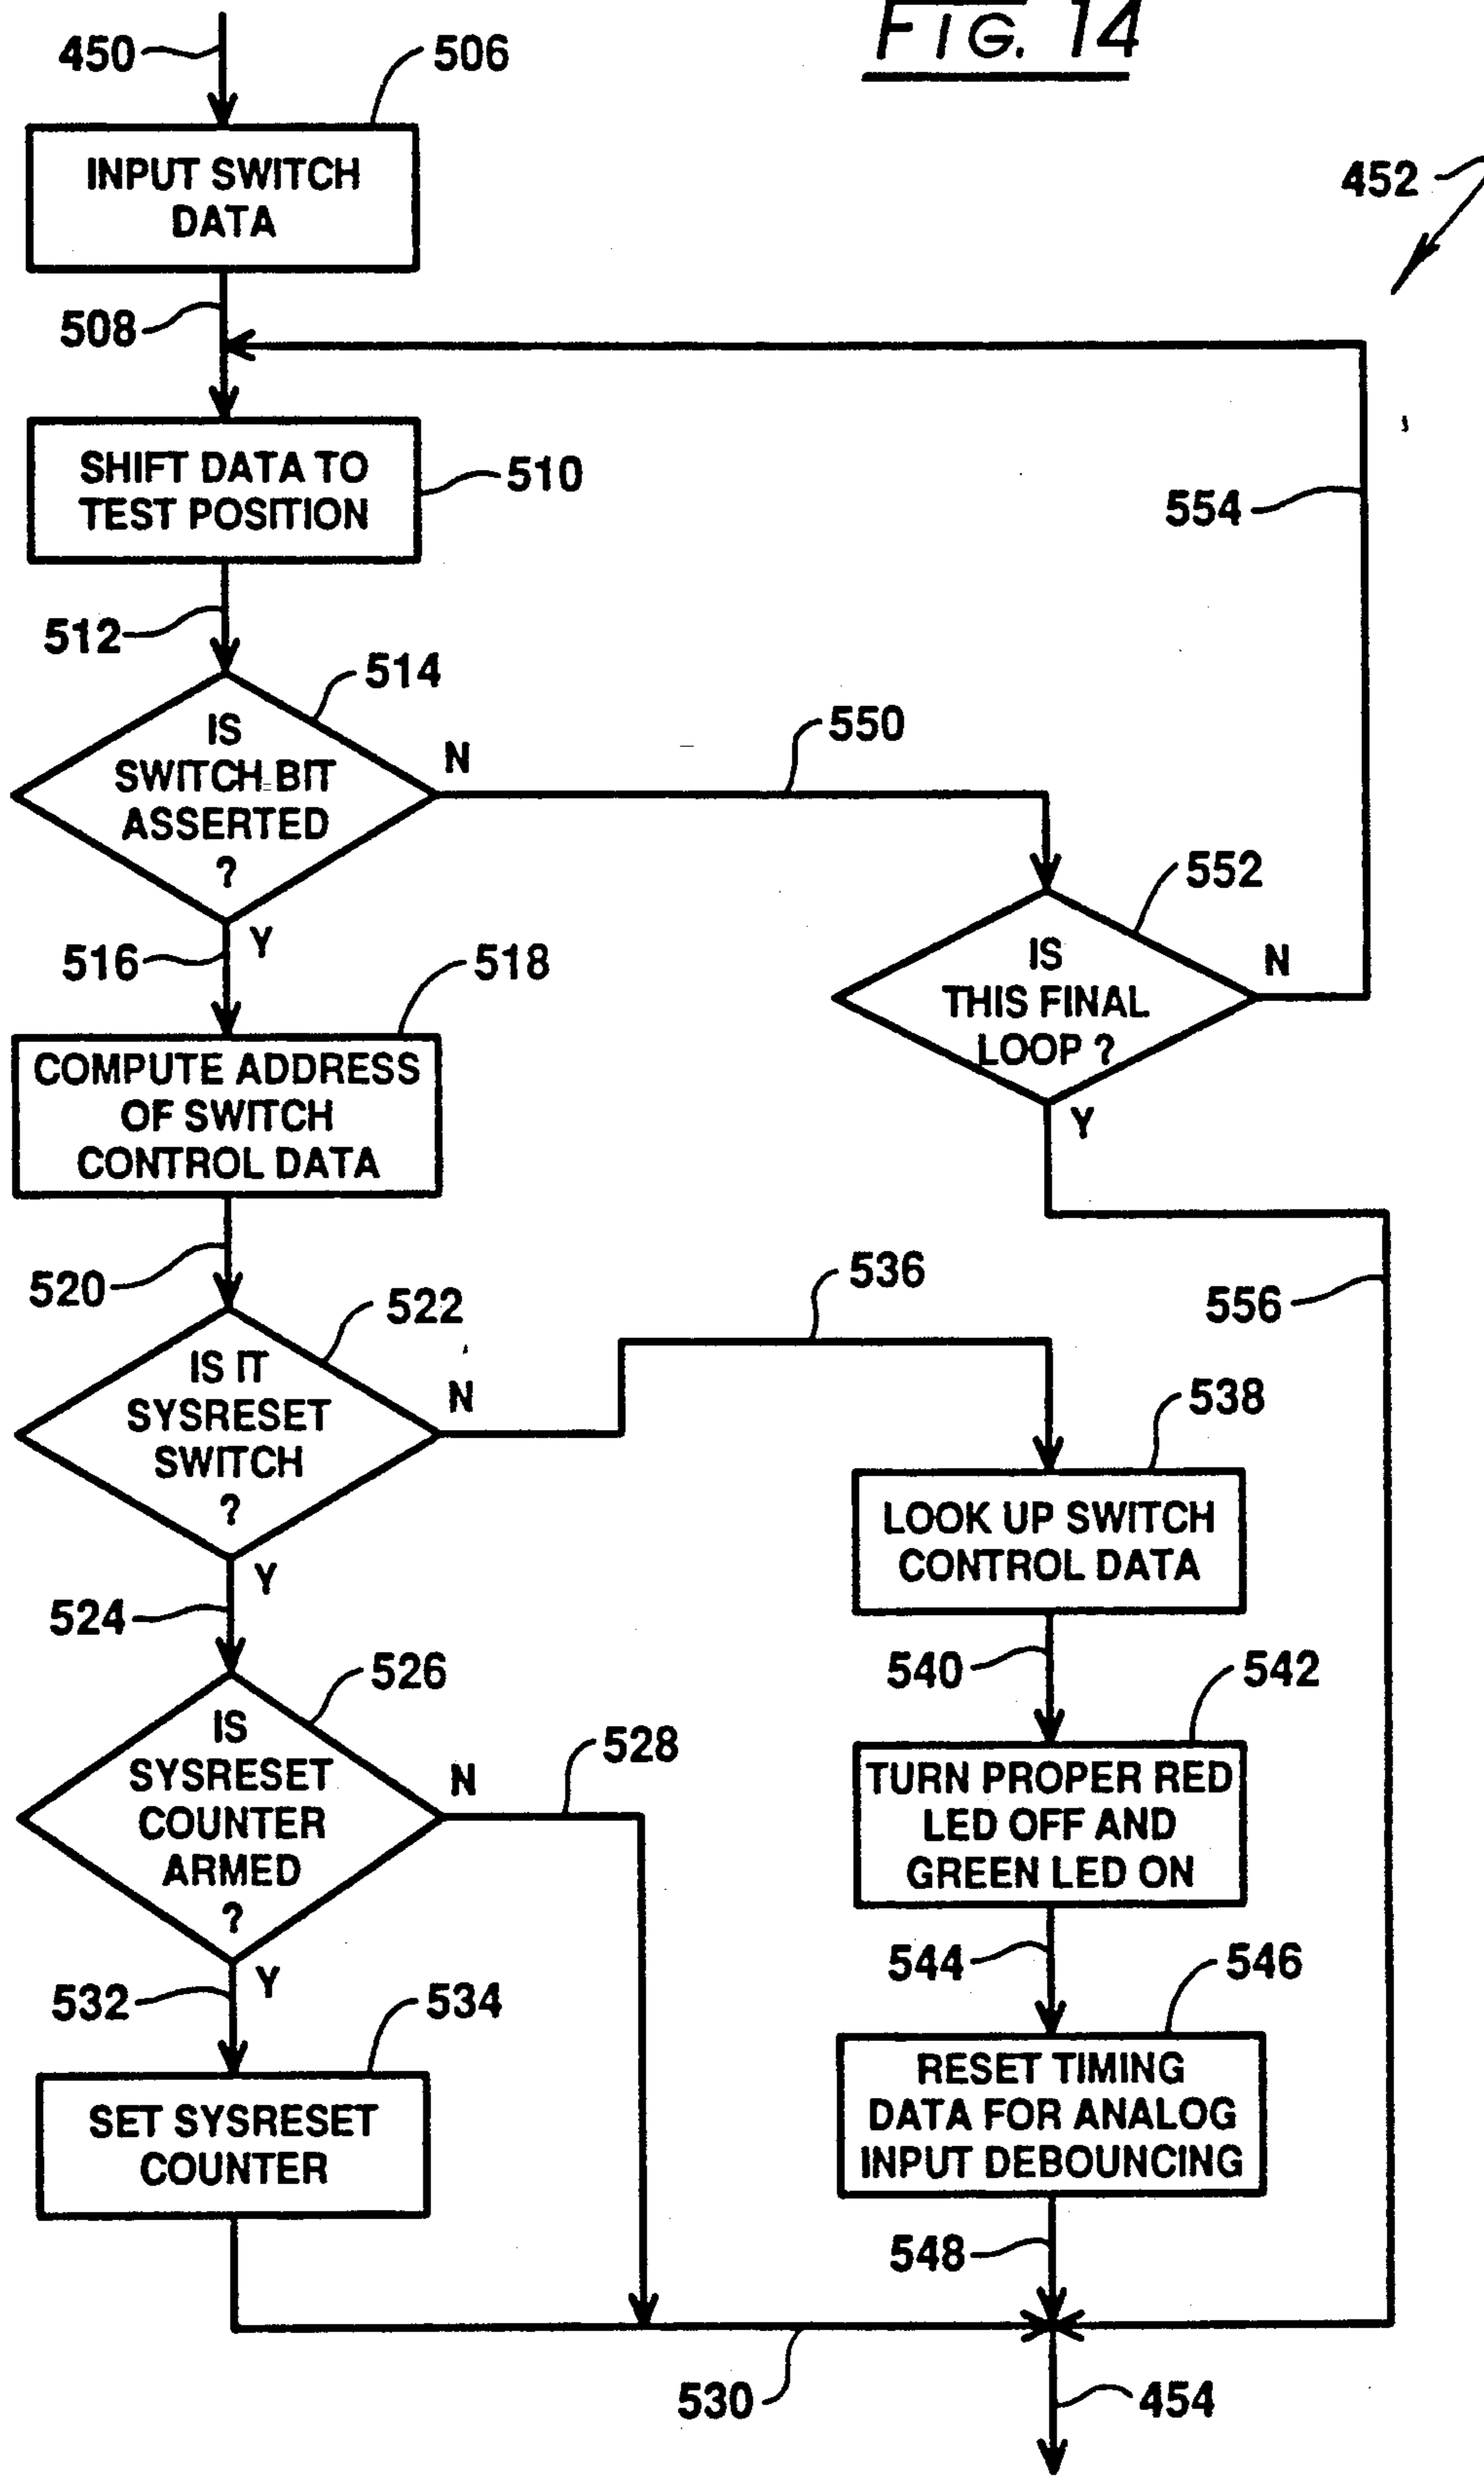 FIG. 14
450
506
INPUT SWITCH
DATA
452
508
SHIFT DATA TO
TEST POSITION
510
554
512
514
IS
SWITCH BIT
ASSERTED
?
N
550
552
IS
THIS FINAL
LOOP ?
N
Y
516
Y
518
COMPUTE ADDRESS
OF SWITCH
CONTROL DATA
520
522
IS IT
SYSRESET
SWITCH
?
N
536
556
538
LOOK UP SWITCH
CONTROL DATA
524
Y
526
IS
SYSRESET
COUNTER
ARMED
?
N
528
540
542
TURN PROPER RED
LED OFF AND
GREEN LED ON
532
Y
534
SET SYSRESET
COUNTER
544
546
RESET TIMING
DATA FOR ANALOG
INPUT DEBOUNCING
548
530
454